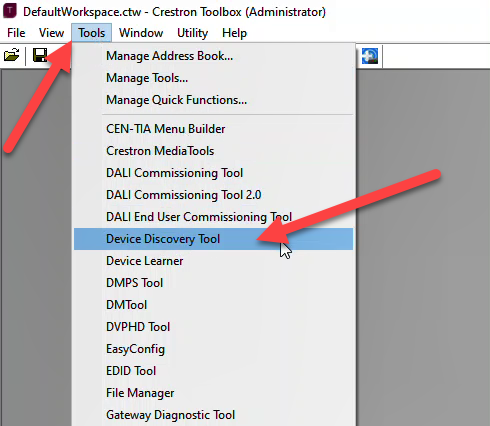 DefaultWorkspace.ctw - Crestron Toolbox (Administrator)
File View Tools Window Utility Help
Manage Address Book...
Manage Tools...
Manage Quick Functions...
CEN-TIA Menu Builder
Crestron MediaTools
DALI Commissioning Tool
DALI Commissioning Tool 2.0
DALI End User Commissioning Tool
Device Discovery Tool
Device Learner
DMPS Tool
DMTool
DVPHD Tool
EasyConfig
EDID Tool
File Manager
Gateway Diagnostic Tool